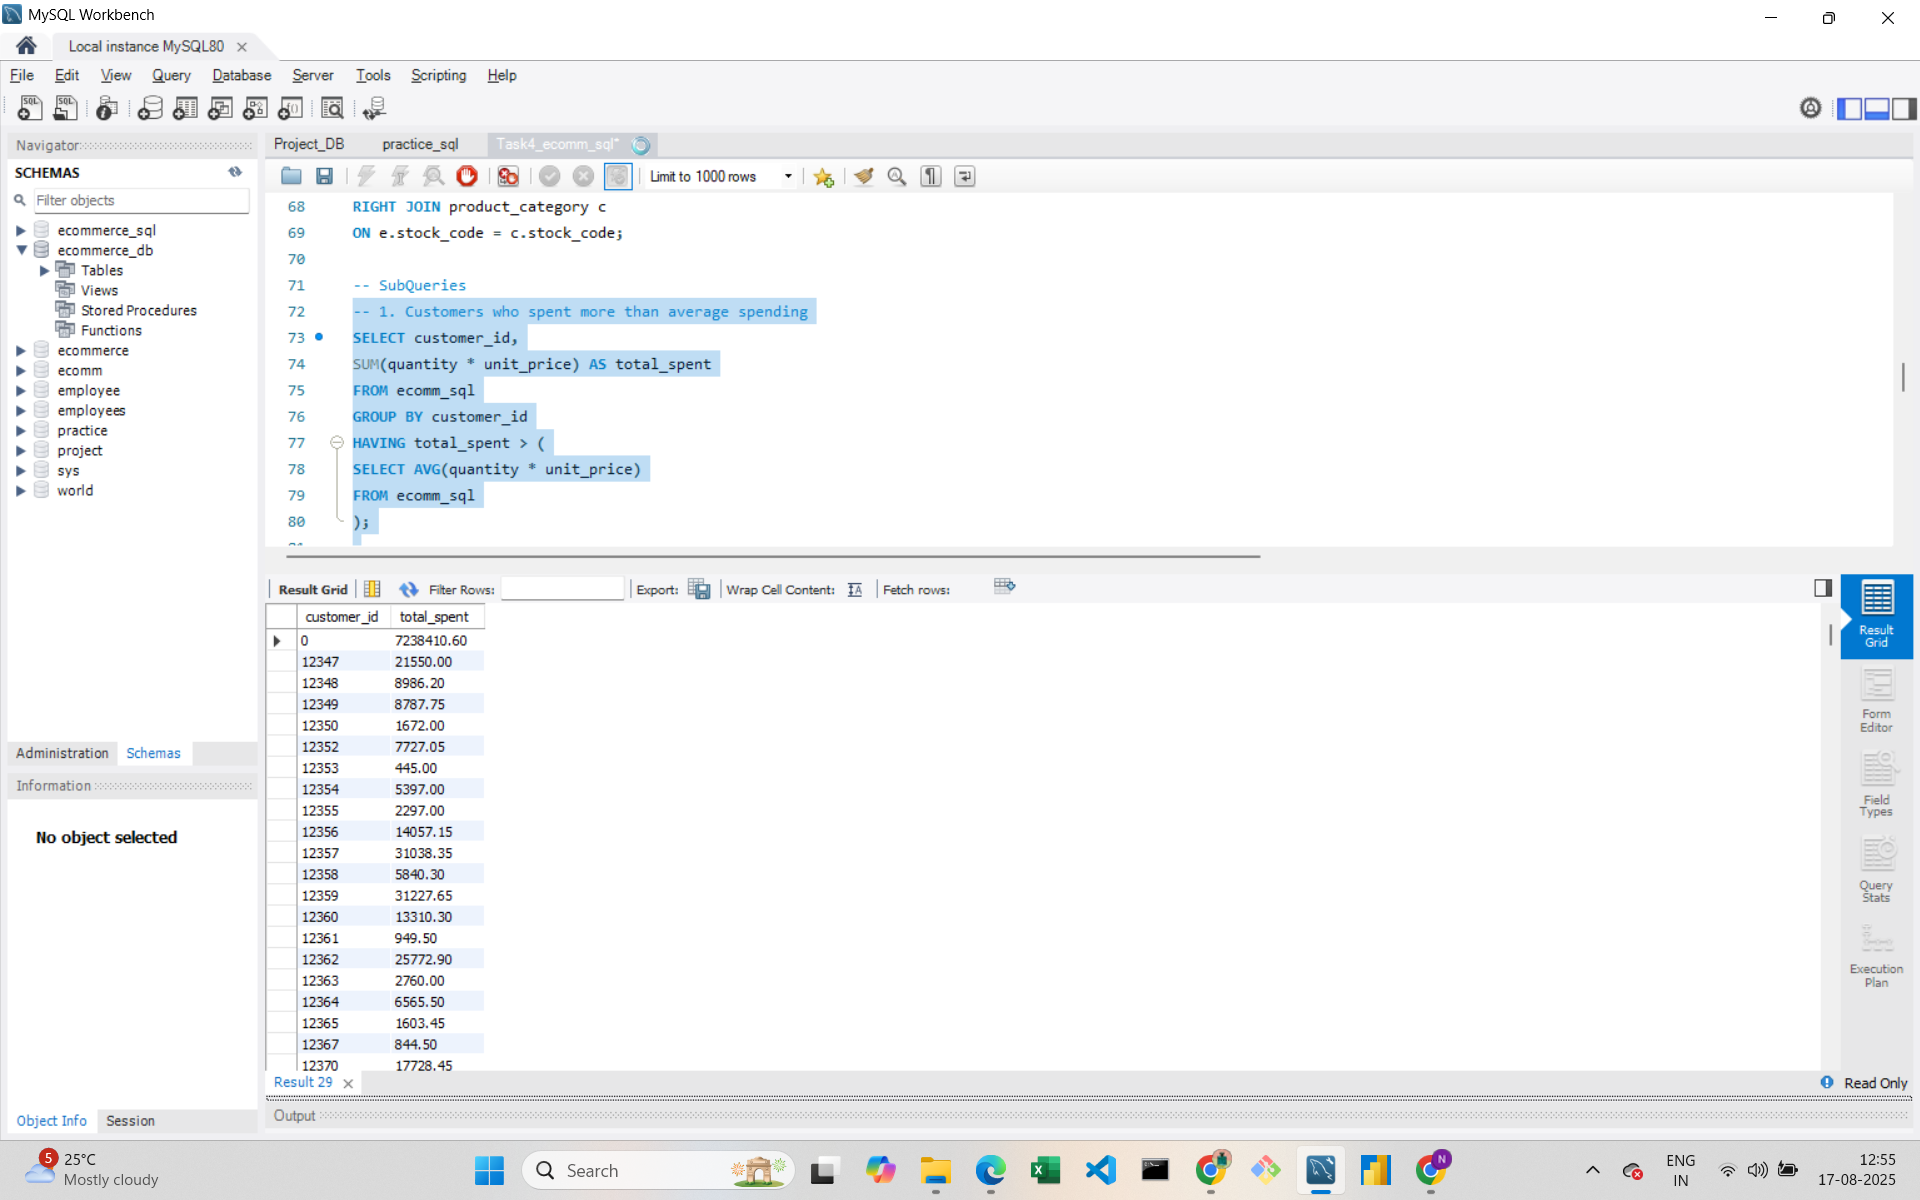 MySQL Workbench
Local instance MySQL80
File Edit View Query Database Server Tools Scripting Help
SQL SQL
Navigator
SCHEMAS
Filter objects
ecommerce_sql
ecommerce_db
Tables
Views
Stored Procedures
Functions
ecommerce
ecomm
employee
employees
practice
project
sys
world
Administration Schemas
Information
No object selected
Object Info Session
Project_DB practice_sql Task4_ecomm_sql*
Limit to 1000 rows
68 RIGHT JOIN product_category c
69 ON e.stock_code = c.stock_code;
70
71 -- SubQueries
72 -- 1. Customers who spent more than average spending
73 SELECT customer_id,
74 SUM(quantity * unit_price) AS total_spent
75 FROM ecomm_sql
76 GROUP BY customer_id
77 HAVING total_spent > (
78 SELECT AVG(quantity * unit_price)
79 FROM ecomm_sql
80 );
Result Grid Filter Rows: Export: Wrap Cell Content: Fetch rows:
customer_id total_spent
0 7238410.60
12347 21550.00
12348 8986.20
12349 8787.75
12350 1672.00
12352 7727.05
12353 445.00
12354 5397.00
12355 2297.00
12356 14057.15
12357 31038.35
12358 5840.30
12359 31227.65
12360 13310.30
12361 949.50
12362 25772.90
12363 2760.00
12364 6565.50
12365 1603.45
12367 844.50
12370 17728.45
Result Grid
Form Editor
Field Types
Query Stats
Execution Plan
Result 29
Read Only
Output
5
25°C
Mostly cloudy
Search
N
ENG
IN
12:55
17-08-2025